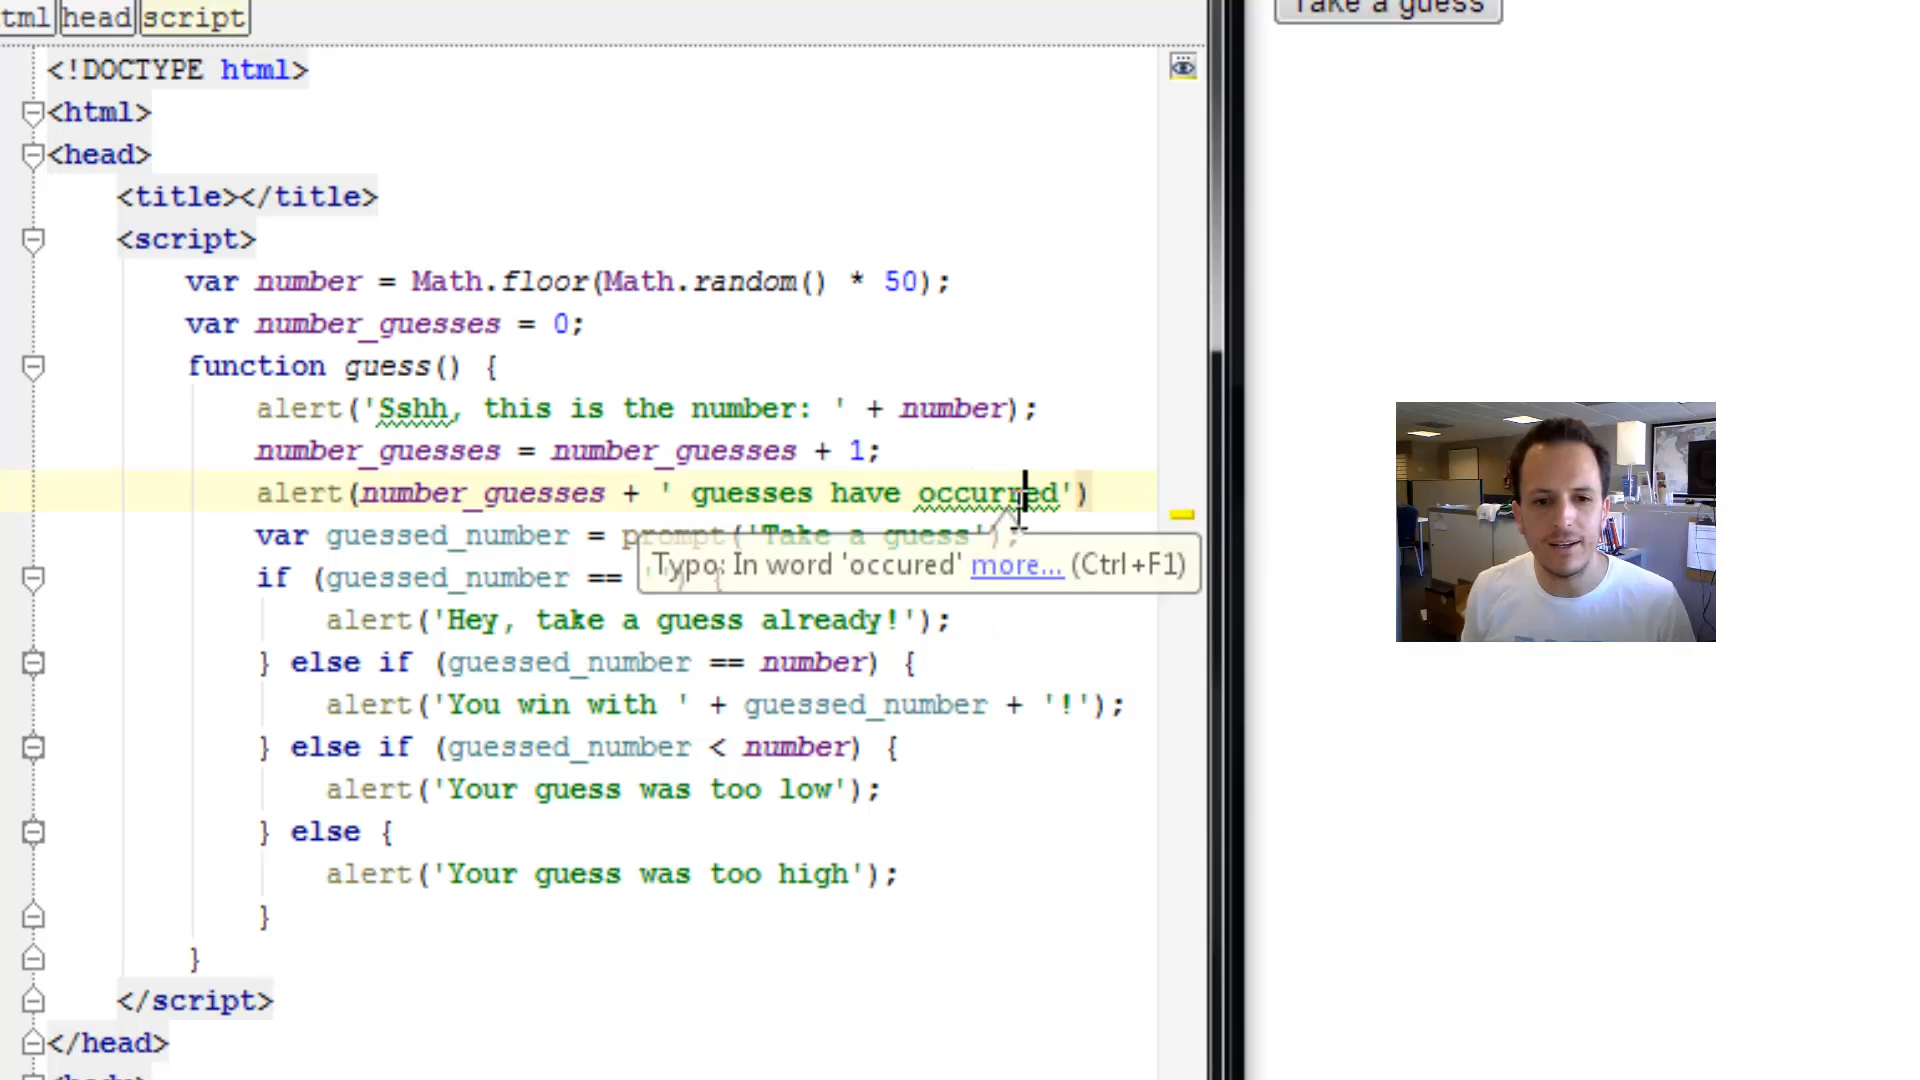 tml head script
Take a guess
<!DOCTYPE html>
<html>
<head>
<title></title>
<script>
var number = Math.floor(Math.random() * 50);
var number_guesses = 0;
function guess() {
alert('Sshh, this is the number: ' + number);
number_guesses = number_guesses + 1;
alert(number_guesses + ' guesses have occurred')
var guessed_number = prompt('Take a guess');
Typo: In word 'occured' more... (Ctrl+F1)
if (guessed_number == '') {
alert('Hey, take a guess already!');
} else if (guessed_number == number) {
alert('You win with ' + guessed_number + '!');
} else if (guessed_number < number) {
alert('Your guess was too low');
} else {
alert('Your guess was too high');
}
}
</script>
</head>
<body>